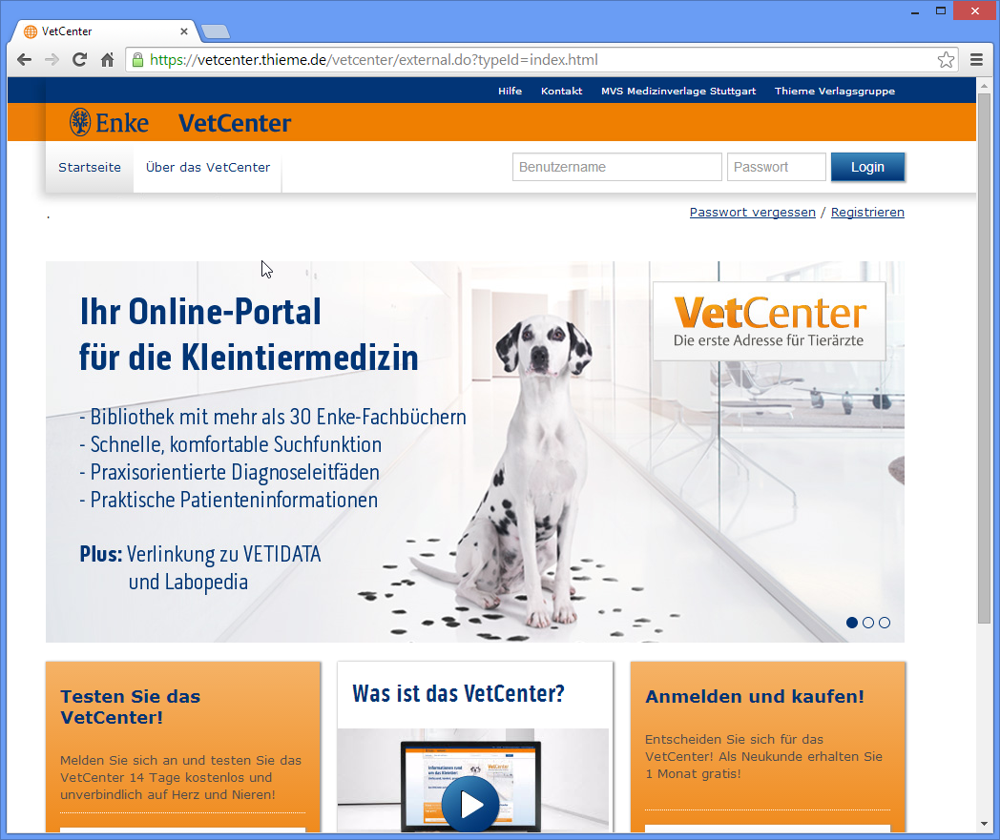 VetCenter
https://vetcenter.thieme.de/vetcenter/external.do?typeId=index.html
Hilfe Kontakt MVS Medizinverlage Stuttgart Thieme Verlagsgruppe
Enke VetCenter
Startseite Über das VetCenter Benutzername Passwort Login
.
Passwort vergessen / Registrieren
Ihr Online-Portal
für die Kleintiermedizin
- Bibliothek mit mehr als 30 Enke-Fachbüchern
- Schnelle, komfortable Suchfunktion
- Praxisorientierte Diagnoseleitfäden
- Praktische Patienteninformationen
Plus: Verlinkung zu VETIDATA
und Labopedia
VetCenter
Die erste Adresse für Tierärzte
Testen Sie das
VetCenter!
Melden Sie sich an und testen Sie das
VetCenter 14 Tage kostenlos und
unverbindlich auf Herz und Nieren!
Was ist das VetCenter?
Anmelden und kaufen!
Entscheiden Sie sich für das
VetCenter! Als Neukunde erhalten Sie
1 Monat gratis!